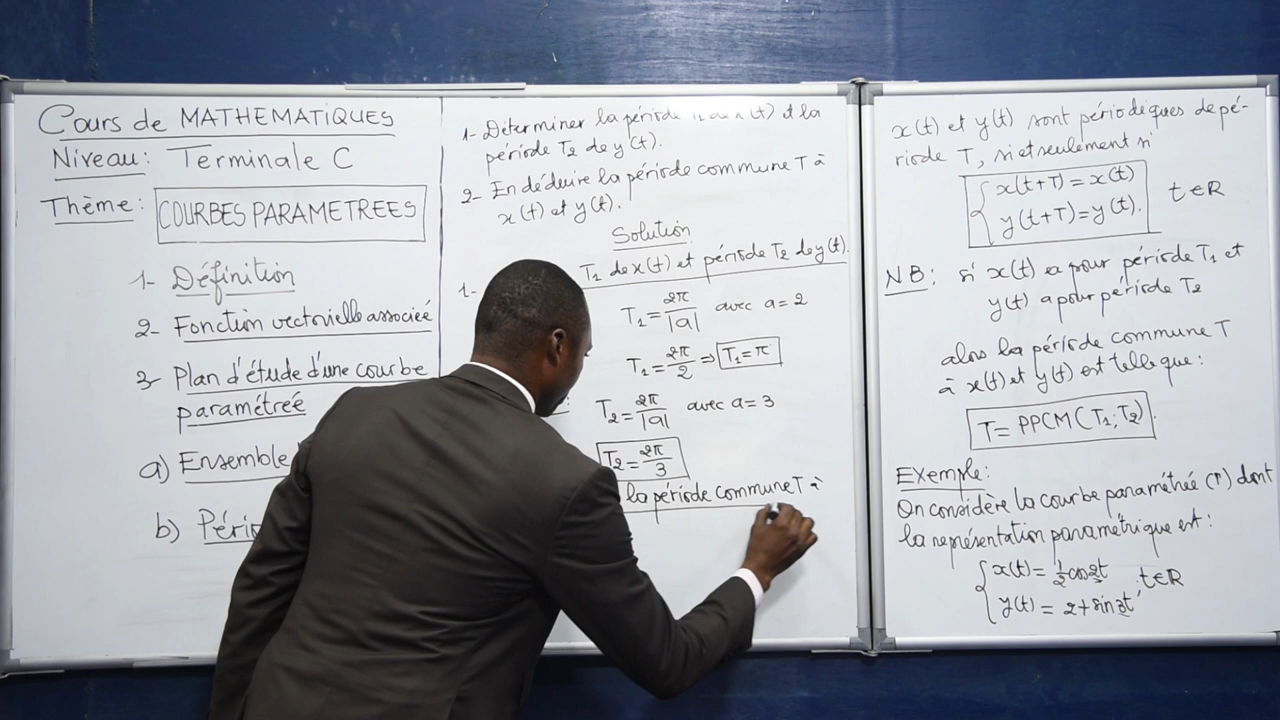 Cours de MATHEMATIQUES
Niveau: Terminale C
Thème: COURBES PARAMETREES
1- Définition
2- Fonction vectorielle associée
3- Plan d'étude d'une courbe
paramétrée
a) Ensemble
b)
1- Déterminer la période (t) et la
période T2 de y(t).
2- En déduire la période commune T à
x(t) et y(t).
Solution
1- T1 de x(t) et période T2 de y(t).
T1 = 2π/|a| avec a = 2
T1 = 2π/2 ⇒ T1 = π
T2 = 2π/|a| avec a = 3
T2 = 2π/3
la période commune T à
x(t) et y(t) sont périodiques de pé-
riode T, si et seulement si
{ x(t+T) = x(t)
{ y(t+T) = y(t). t∈R
NB: si x(t) a pour période T1 et
y(t) a pour période T2
alors la période commune T
à x(t) et y(t) est telle que:
T = PPCM(T1; T2).
Exemple:
On considère la courbe paramétrée (Γ) dont
la représentation paramétrique est:
{ x(t) = 1/2 cos2t
{ y(t) = 2 + sin3t , t∈R